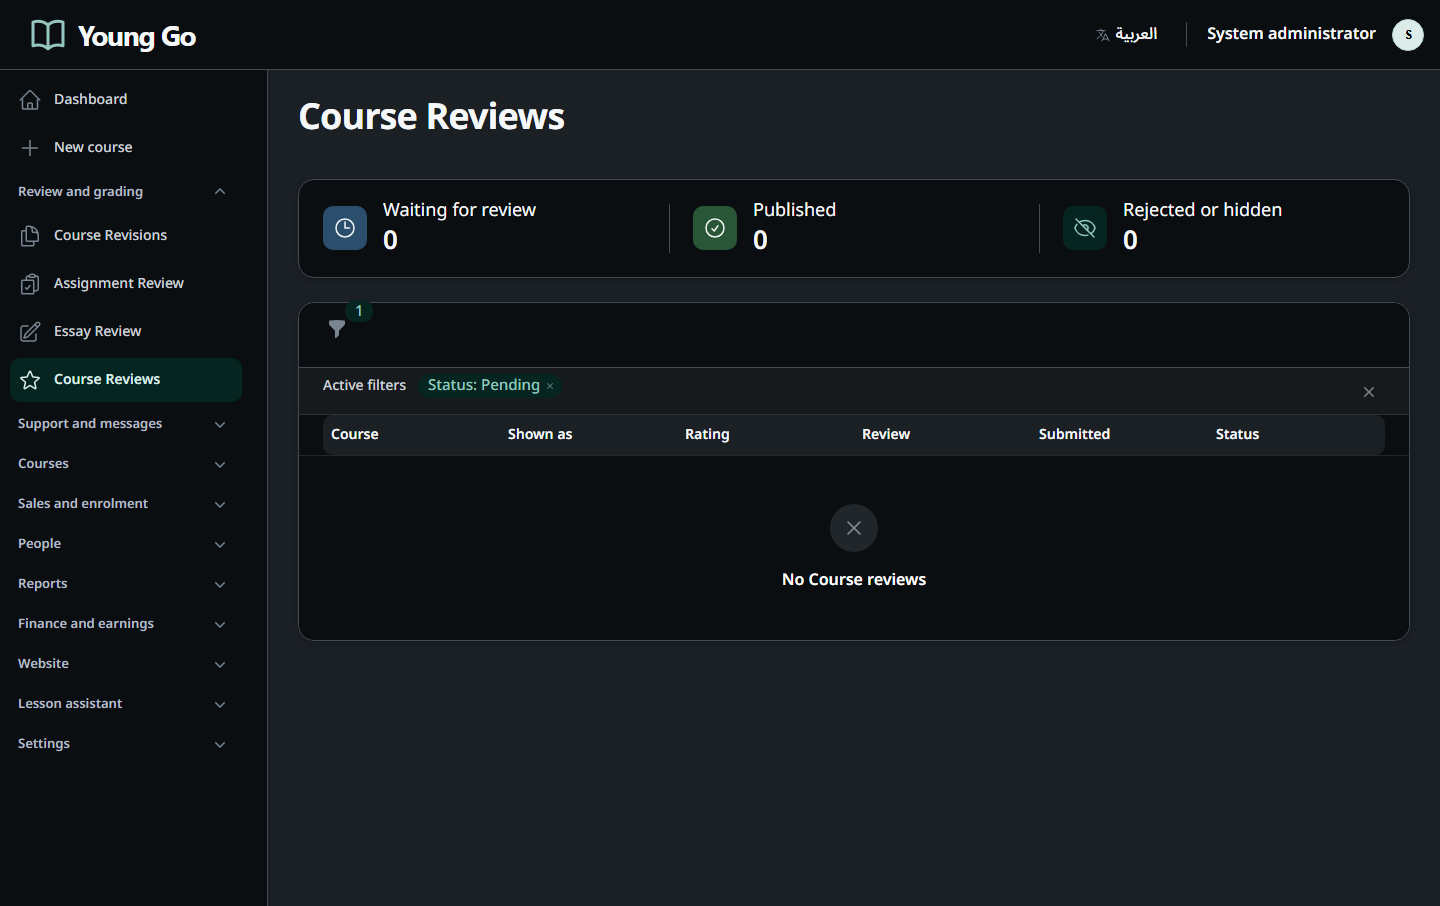 Young Go
العربية
System administrator
S
Dashboard
New course
Review and grading
Course Revisions
Assignment Review
Essay Review
Course Reviews
Support and messages
Courses
Sales and enrolment
People
Reports
Finance and earnings
Website
Lesson assistant
Settings
Course Reviews
Waiting for review
0
Published
0
Rejected or hidden
0
1
Active filters Status: Pending ×
Course Shown as Rating Review Submitted Status
No Course reviews